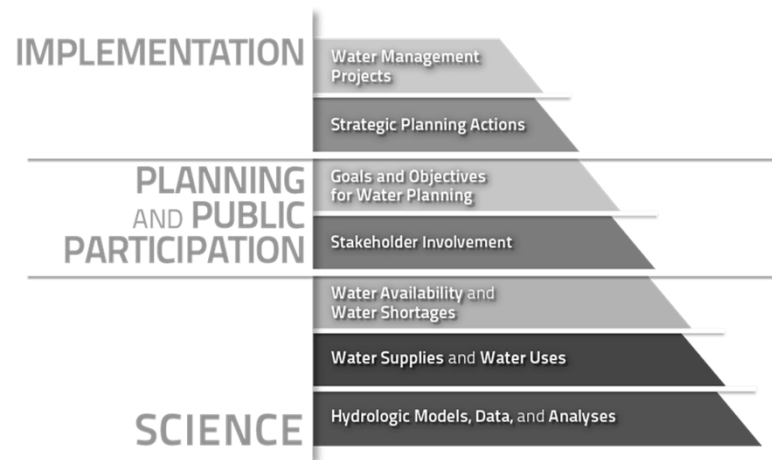 IMPLEMENTATION
Water Management
Projects
Strategic Planning Actions
PLANNING
AND PUBLIC
PARTICIPATION
Goals and Objectives
for Water Planning
Stakeholder Involvement
Water Availability and
Water Shortages
Water Supplies and Water Uses
SCIENCE
Hydrologic Models, Data, and Analyses